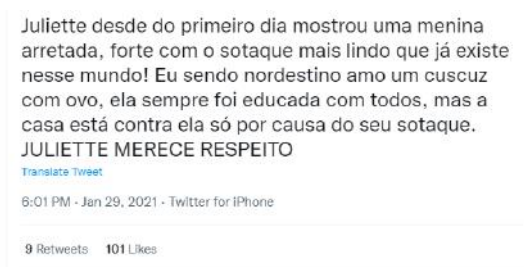 Juliette desde do primeiro dia mostrou uma menina
arretada, forte com o sotaque mais lindo que já existe
nesse mundo! Eu sendo nordestino amo um cuscuz
com ovo, ela sempre foi educada com todos, mas a
casa está contra ela só por causa do seu sotaque.
JULIETTE MERECE RESPEITO
Translate Tweet
6:01 PM · Jan 29, 2021 · Twitter for iPhone
9 Retweets 101 Likes